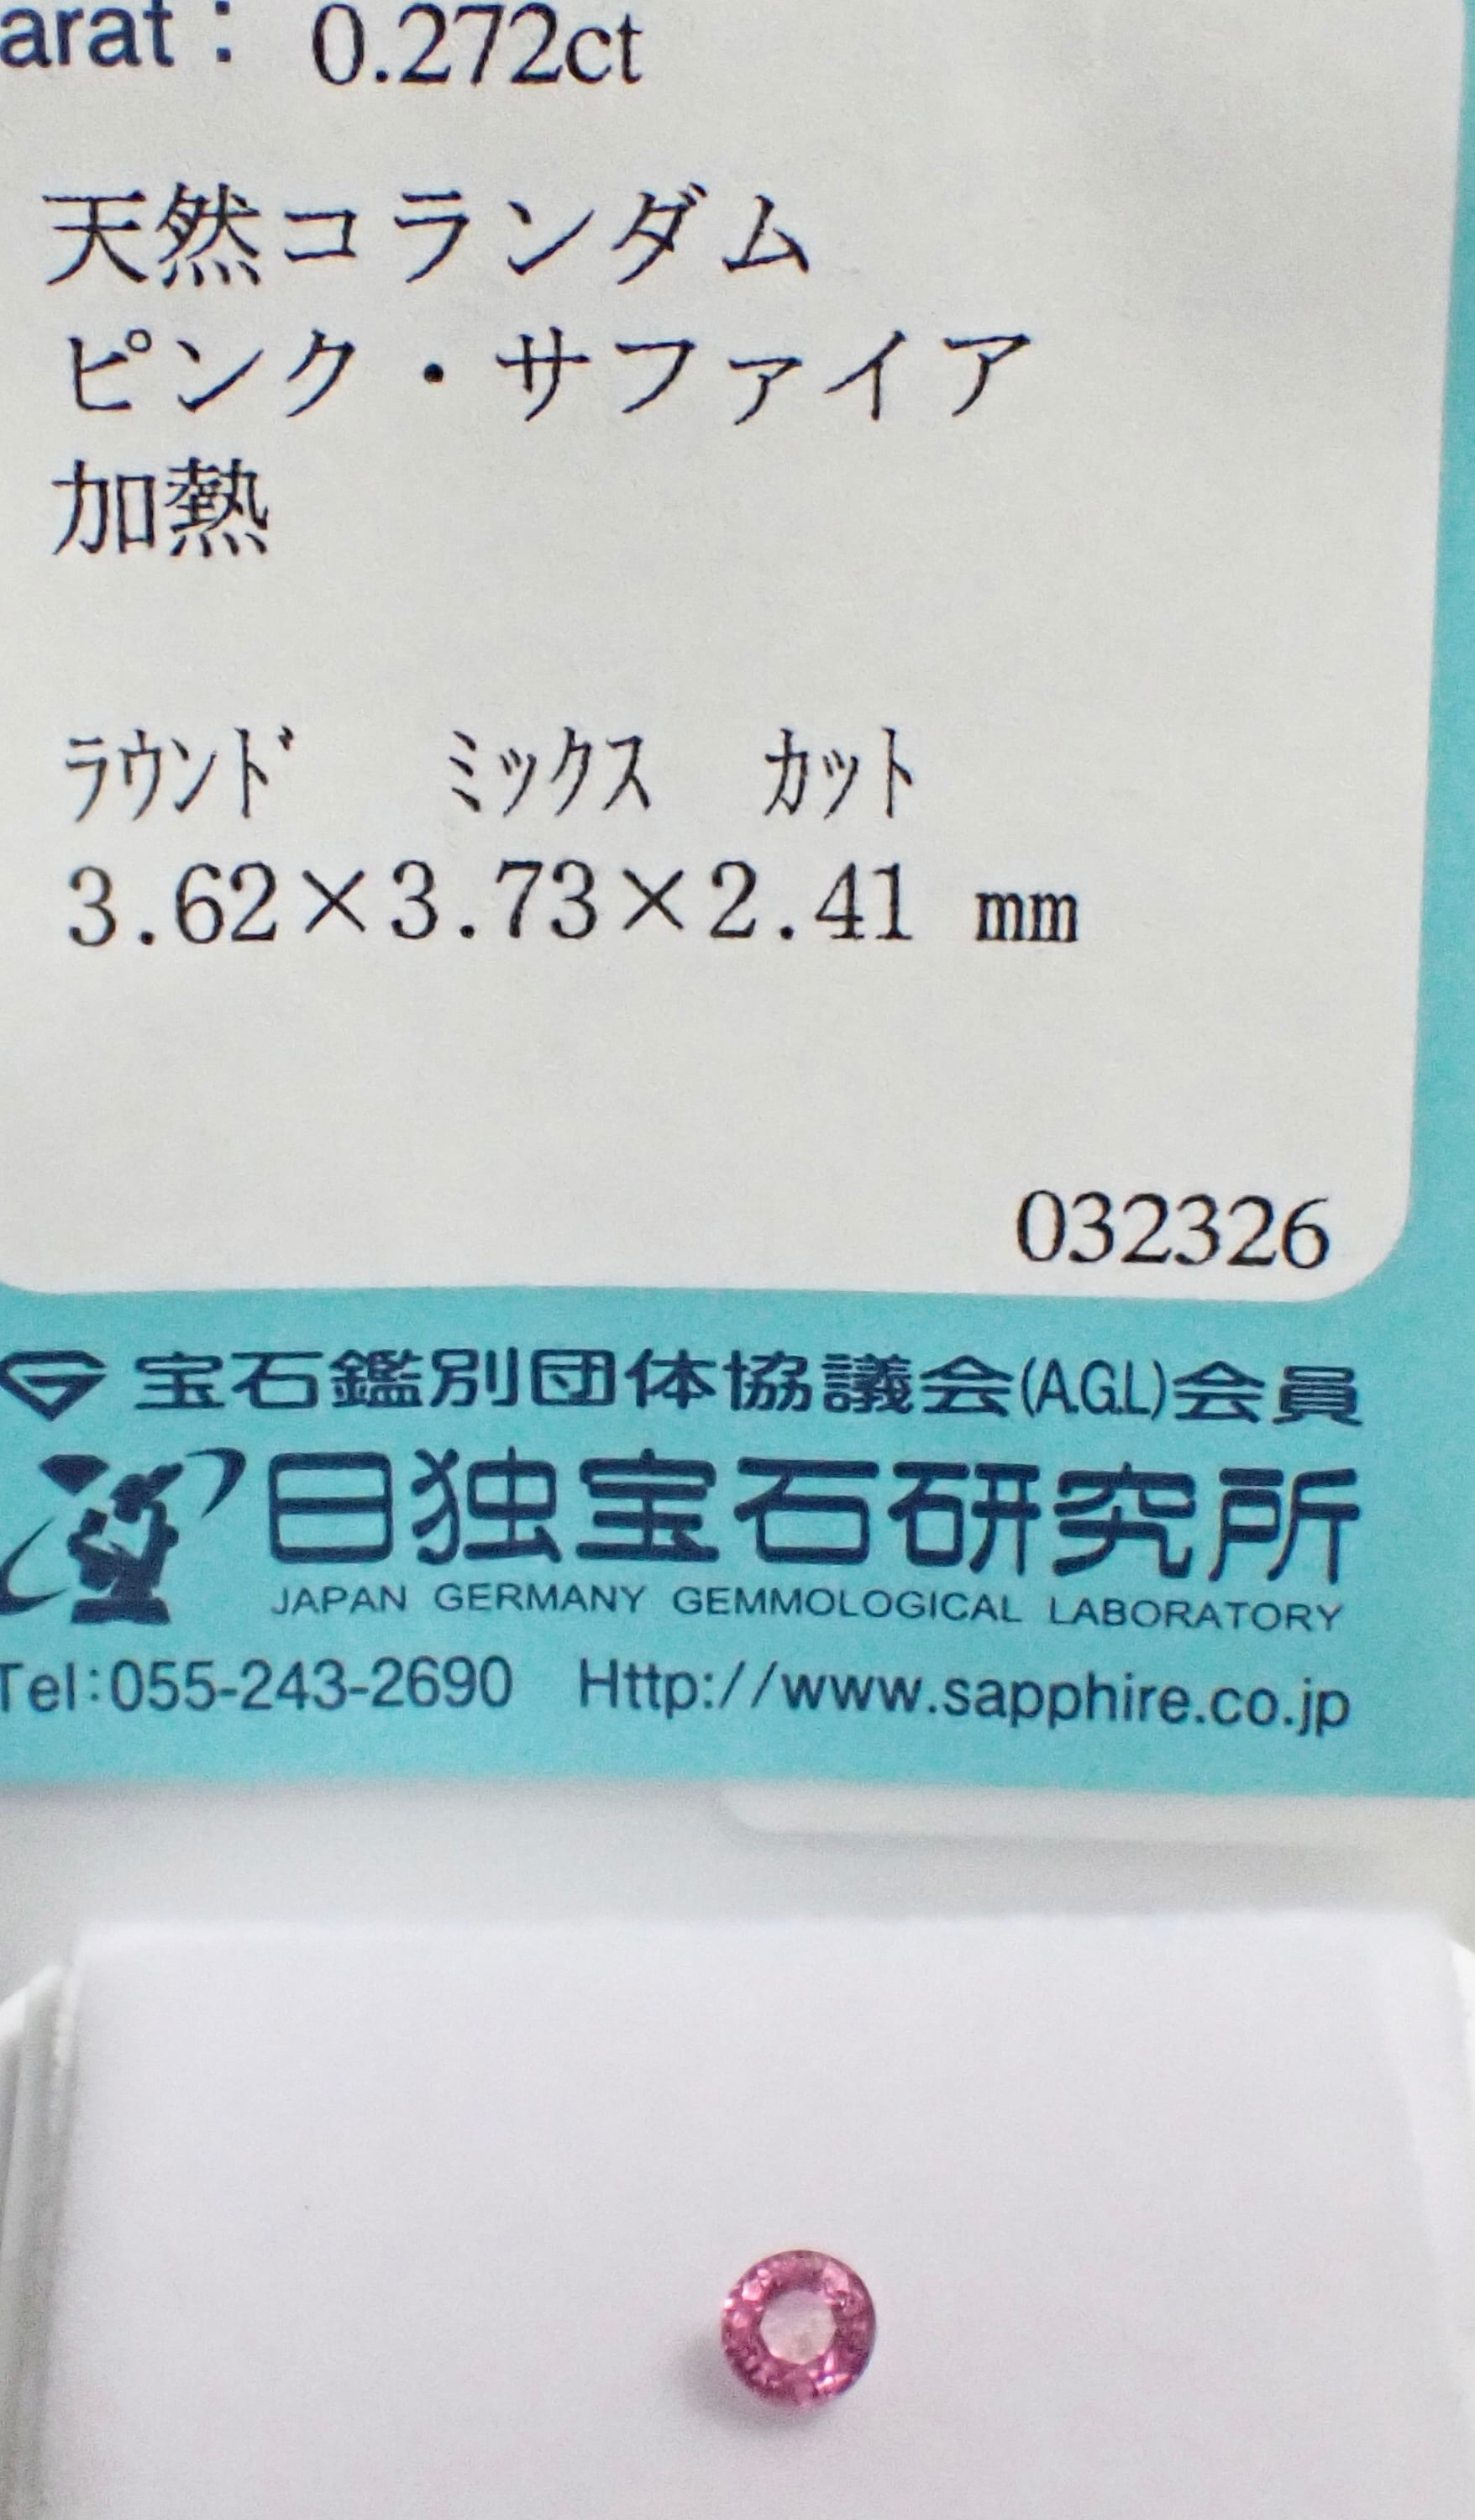 arat : 0.272ct
天然コランダム
ピンク・サファイア
加熱
ﾗｳﾝﾄﾞ ﾐｯｸｽ ｶｯﾄ
3.62×3.73×2.41 mm
032326
宝石鑑別団体協議会(A.G.L)会員
日独宝石研究所
JAPAN GERMANY GEMMOLOGICAL LABORATORY
Tel:055-243-2690 Http://www.sapphire.co.jp